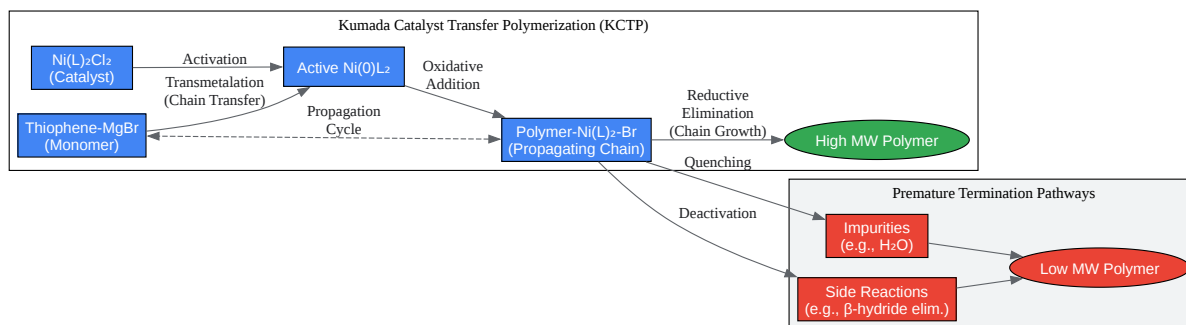 Kumada Catalyst Transfer Polymerization (KCTP)
Ni(L)₂Cl₂
(Catalyst)
Activation
Active Ni(0)L₂
Oxidative
Addition
Transmetalation
(Chain Transfer)
Thiophene-MgBr
(Monomer)
Propagation
Cycle
Polymer-Ni(L)₂-Br
(Propagating Chain)
Reductive
Elimination
(Chain Growth)
High MW Polymer
Quenching
Deactivation
Premature Termination Pathways
Impurities
(e.g., H₂O)
Low MW Polymer
Side Reactions
(e.g., β-hydride elim.)